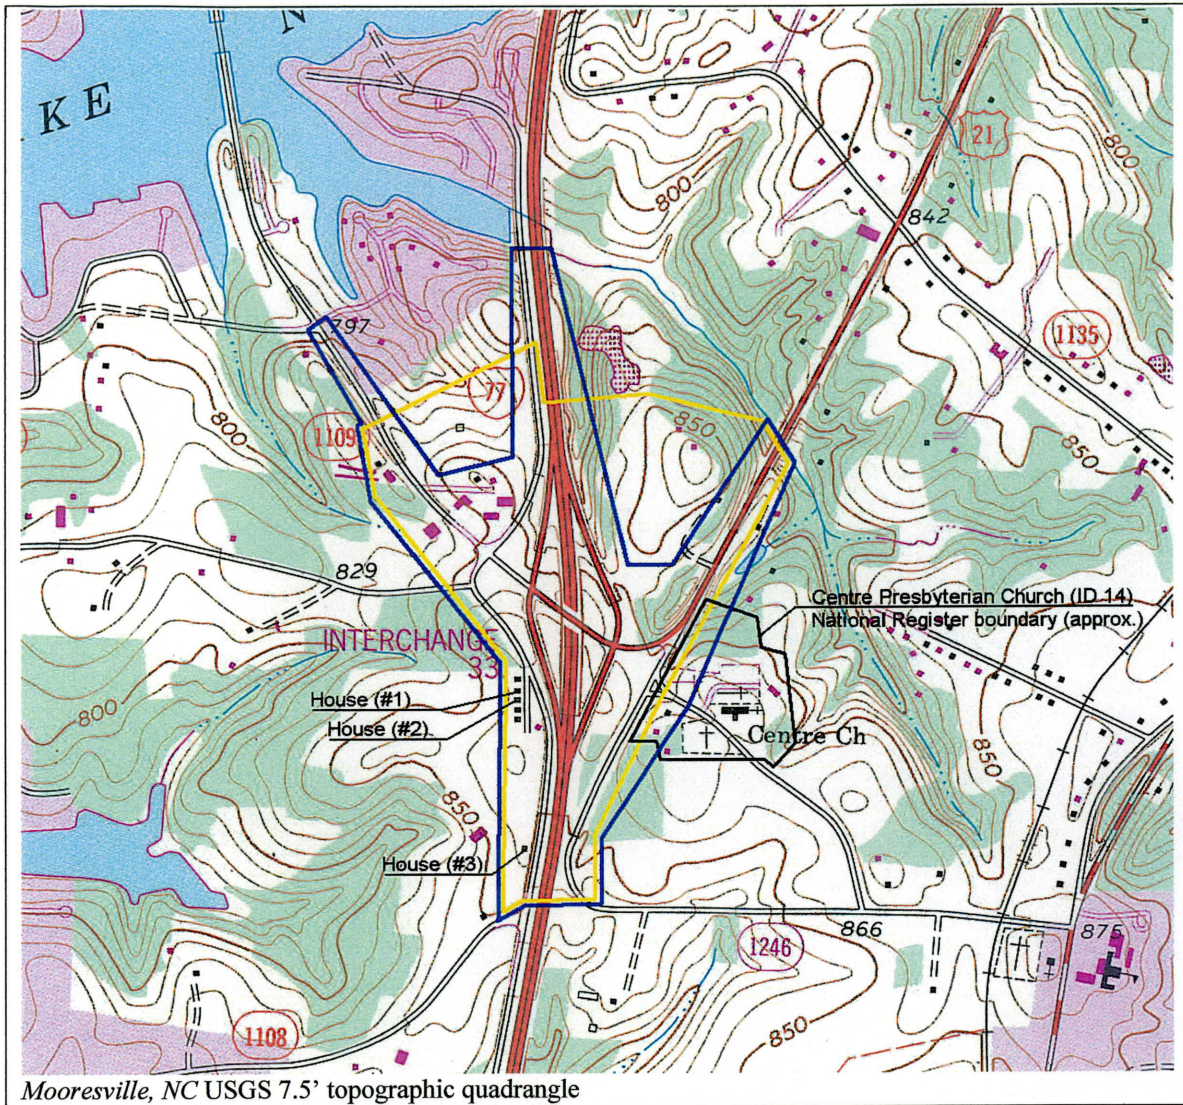 N
KE
21
800
800
842
797
1135
77
800
1109
850
850
829
Centre Presbyterian Church (ID 14)
National Register boundary (approx.)
INTERCHANGE
33
House (#1)
House (#2)
800
Centre Ch
850
850
House (#3)
866
875
1246
1108
850
Mooresville, NC USGS 7.5' topographic quadrangle